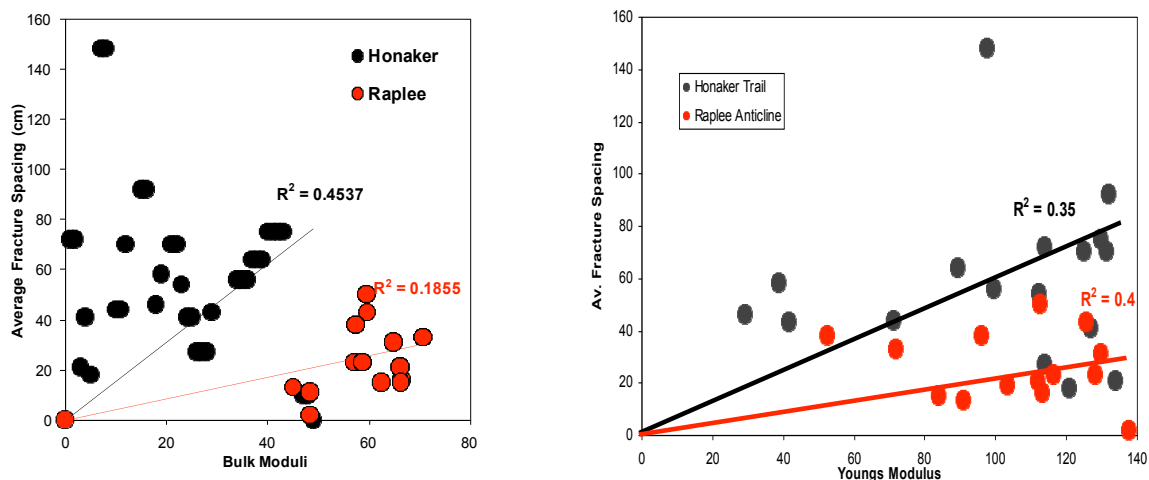 160
140
120
100
80
60
40
20
0
Average Fracture Spacing (cm)
Honaker
Raplee
R² = 0.4537
R² = 0.1855
0 20 40 60 80
Bulk Moduli
160
140
120
100
80
60
40
20
0
Av. Fracture Spacing
Honaker Trail
Raplee Anticline
R² = 0.35
R² = 0.4
0 20 40 60 80 100 120 140
Youngs Modulus